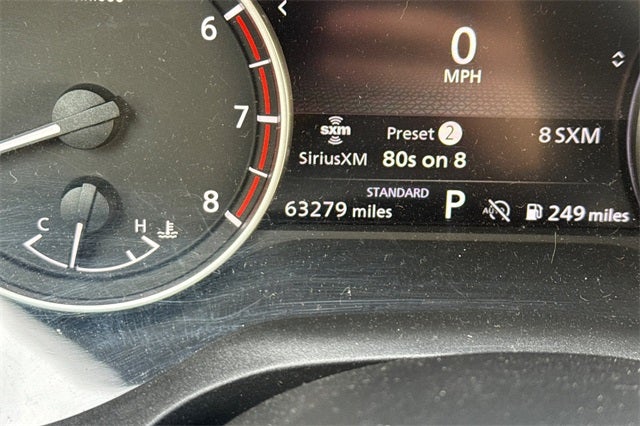 6
7
8
C H
0
MPH
sxm Preset 2 8 SXM
SiriusXM 80s on 8
STANDARD
63279 miles P AUTO 249 miles